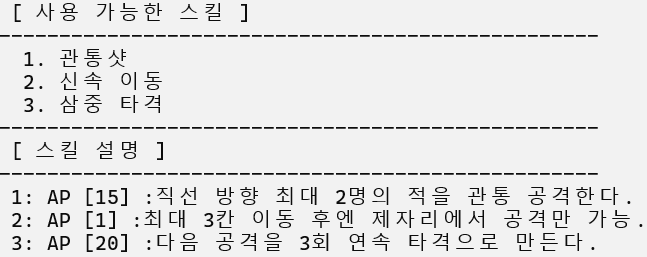 [ 사용 가능한 스킬 ]
--------------------------------------------------
1. 관통샷
2. 신속 이동
3. 삼중 타격
--------------------------------------------------
[ 스킬 설명 ]
--------------------------------------------------
1: AP [15] :직선 방향 최대 2명의 적을 관통 공격한다.
2: AP [1] :최대 3칸 이동 후엔 제자리에서 공격만 가능.
3: AP [20] :다음 공격을 3회 연속 타격으로 만든다.